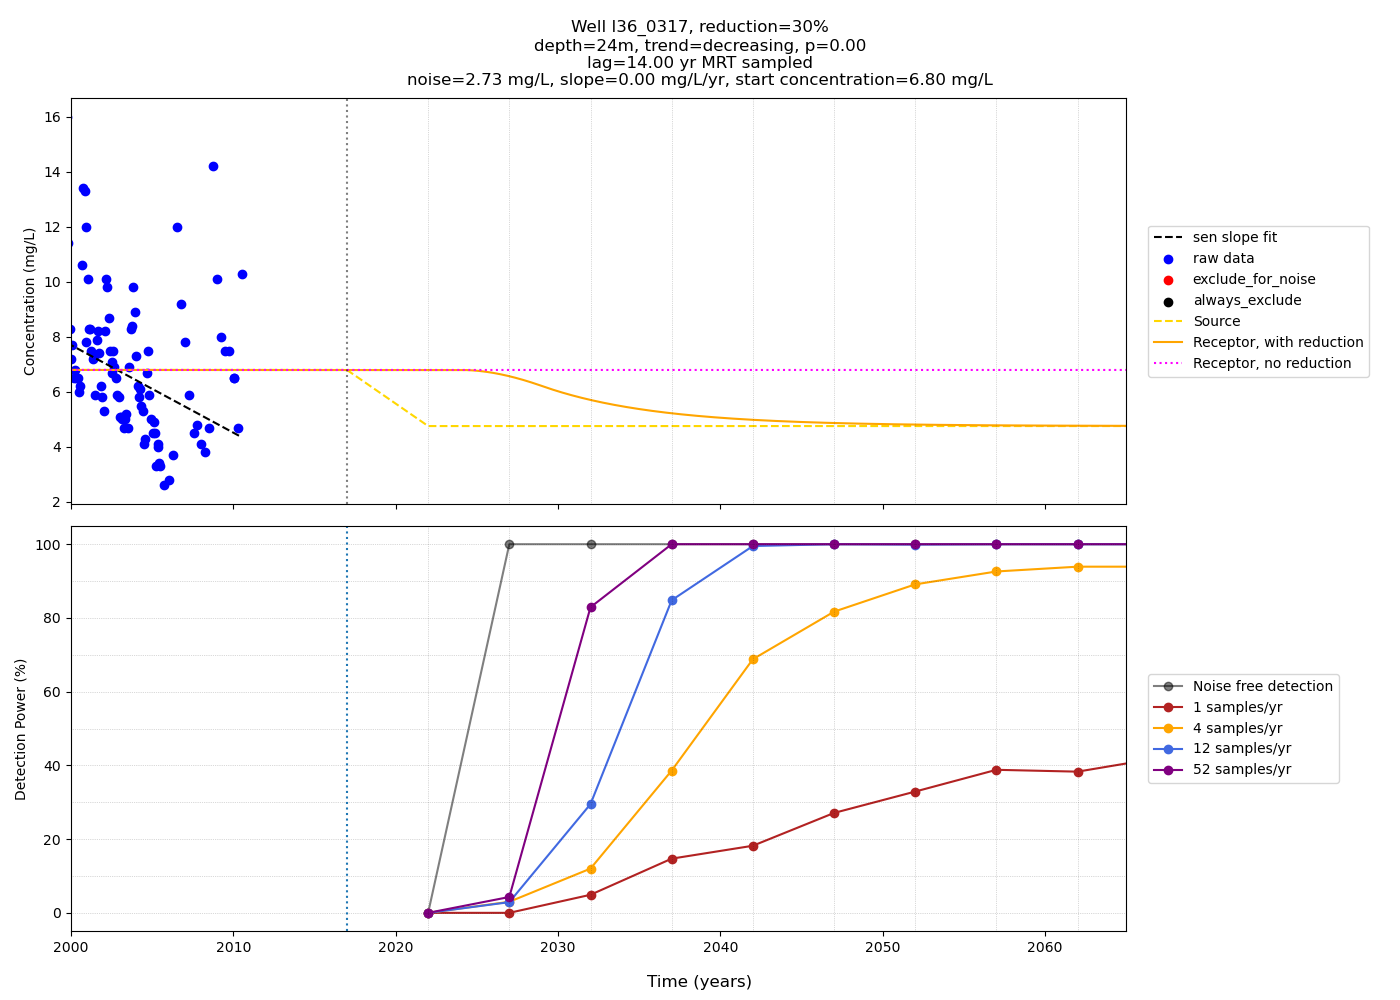 Well l36_0317, reduction=30%
depth=24m, trend=decreasing, p=0.00
lag=14.00 yr MRT sampled
noise=2.73 mg/L, slope=0.00 mg/L/yr, start concentration=6.80 mg/L
Concentration (mg/L)
16
14
12
10
8
6
4
2
sen slope fit
raw data
exclude_for_noise
always_exclude
Source
Receptor, with reduction
Receptor, no reduction
Detection Power (%)
100
80
60
40
20
0
Noise free detection
1 samples/yr
4 samples/yr
12 samples/yr
52 samples/yr
2000 2010 2020 2030 2040 2050 2060
Time (years)